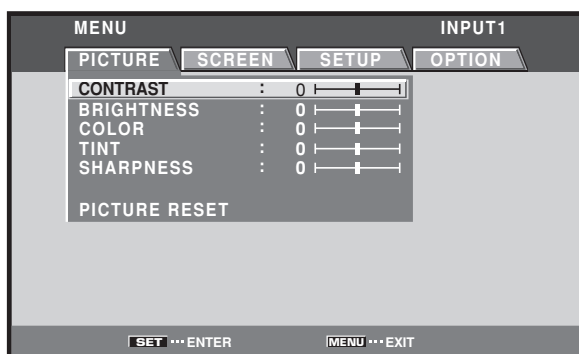 MENU INPUT1
PICTURE SCREEN SETUP OPTION
CONTRAST : 0
BRIGHTNESS : 0
COLOR : 0
TINT : 0
SHARPNESS : 0
PICTURE RESET
SET ··· ENTER MENU ··· EXIT